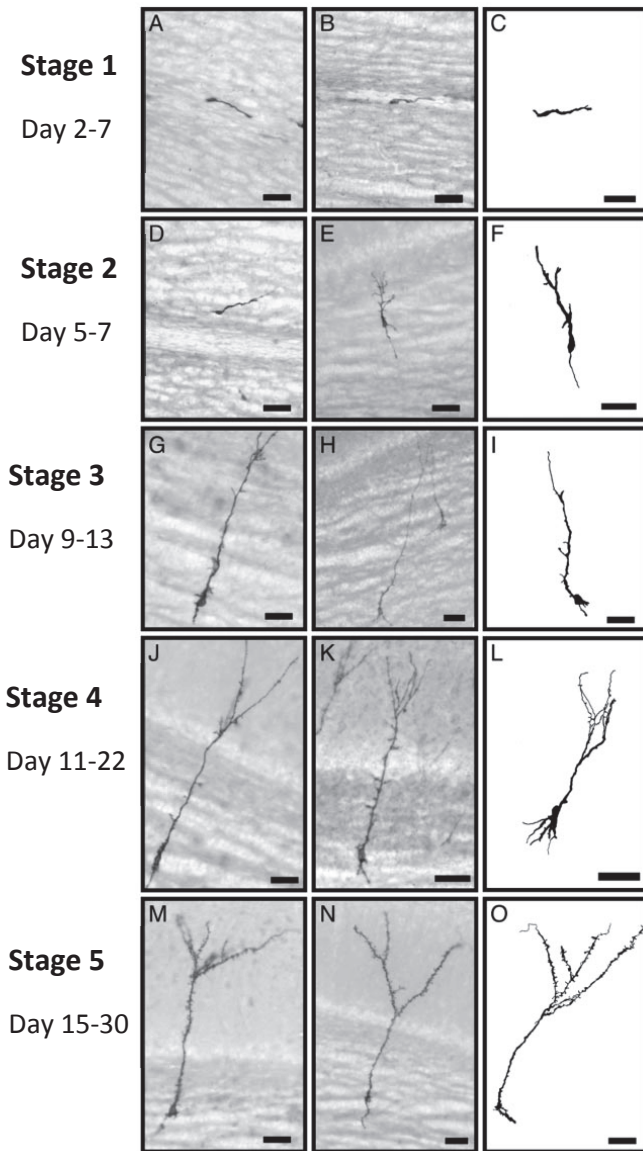 A B C
Stage 1
Day 2-7
D E F
Stage 2
Day 5-7
G H I
Stage 3
Day 9-13
J K L
Stage 4
Day 11-22
M N O
Stage 5
Day 15-30